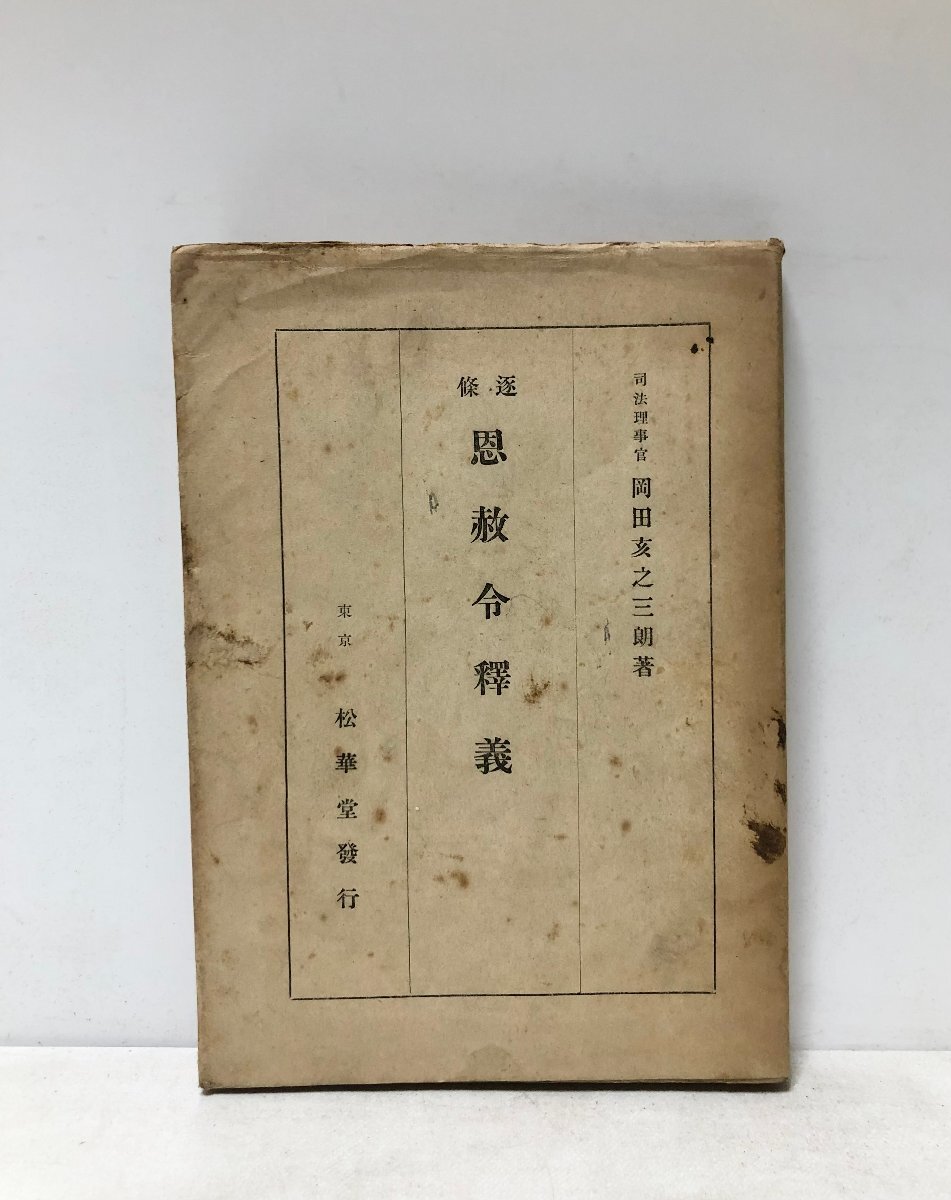 司法理事官 岡田亥之三朗著
逐條
恩赦令釋義
東京 松華堂發行